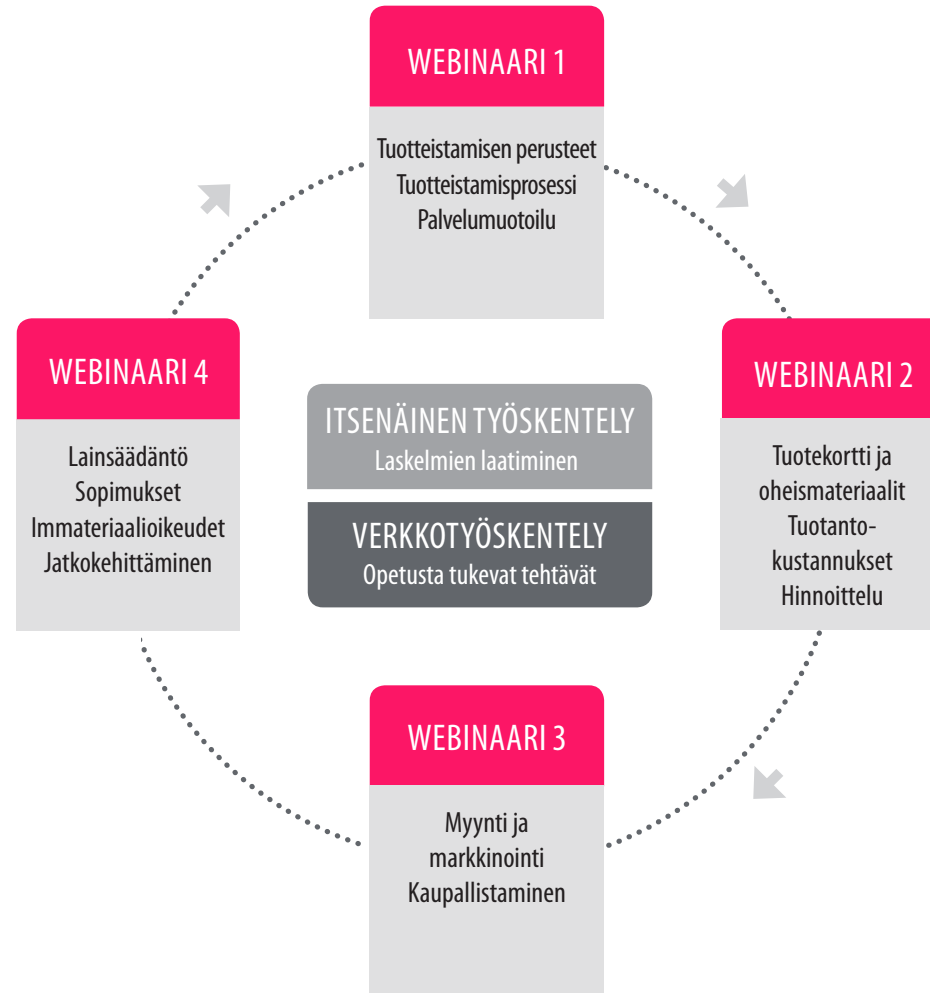 WEBINAARI 1
Tuotteistamisen perusteet
Tuotteistamisprosessi
Palvelumuotoilu
WEBINAARI 2
Tuotekortti ja
oheismateriaalit
Tuotanto-
kustannukset
Hinnoittelu
WEBINAARI 3
Myynti ja
markkinointi
Kaupallistaminen
WEBINAARI 4
Lainsäädäntö
Sopimukset
Immateriaalioikeudet
Jatkokehittäminen
ITSENÄINEN TYÖSKENTELY
Laskelmien laatiminen
VERKKOTYÖSKENTELY
Opetusta tukevat tehtävät